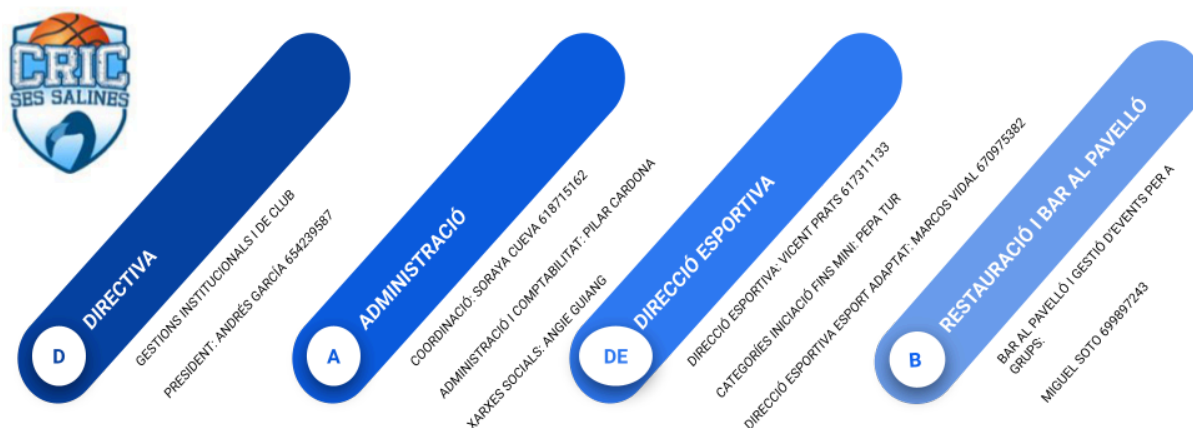 CRIC
SBS SALINES
D
DIRECTIVA
GESTIONS INSTITUCIONALS I DE CLUB
PRESIDENT: ANDRÉS GARCÍA 654239587
A
ADMINISTRACIÓ
COORDINACIÓ: SORAYA CUEVA 618715162
ADMINISTRACIÓ I COMPTABILITAT: PILAR CARDONA
XARXES SOCIALS: ANGIE GUIANG
DE
DIRECCIÓ ESPORTIVA
DIRECCIÓ ESPORTIVA: VICENT PRATS 617311133
CATEGORÍES INICIACIÓ FINS MINI: PEPA TUR
DIRECCIÓ ESPORTIVA ESPORT ADAPTAT: MARCOS VIDAL 670975382
B
RESTAURACIÓ I BAR AL PAVELLÓ
BAR AL PAVELLÓ I GESTIÓ D'EVENTS PER A
GRUPS:
MIGUEL SOTO 699897243